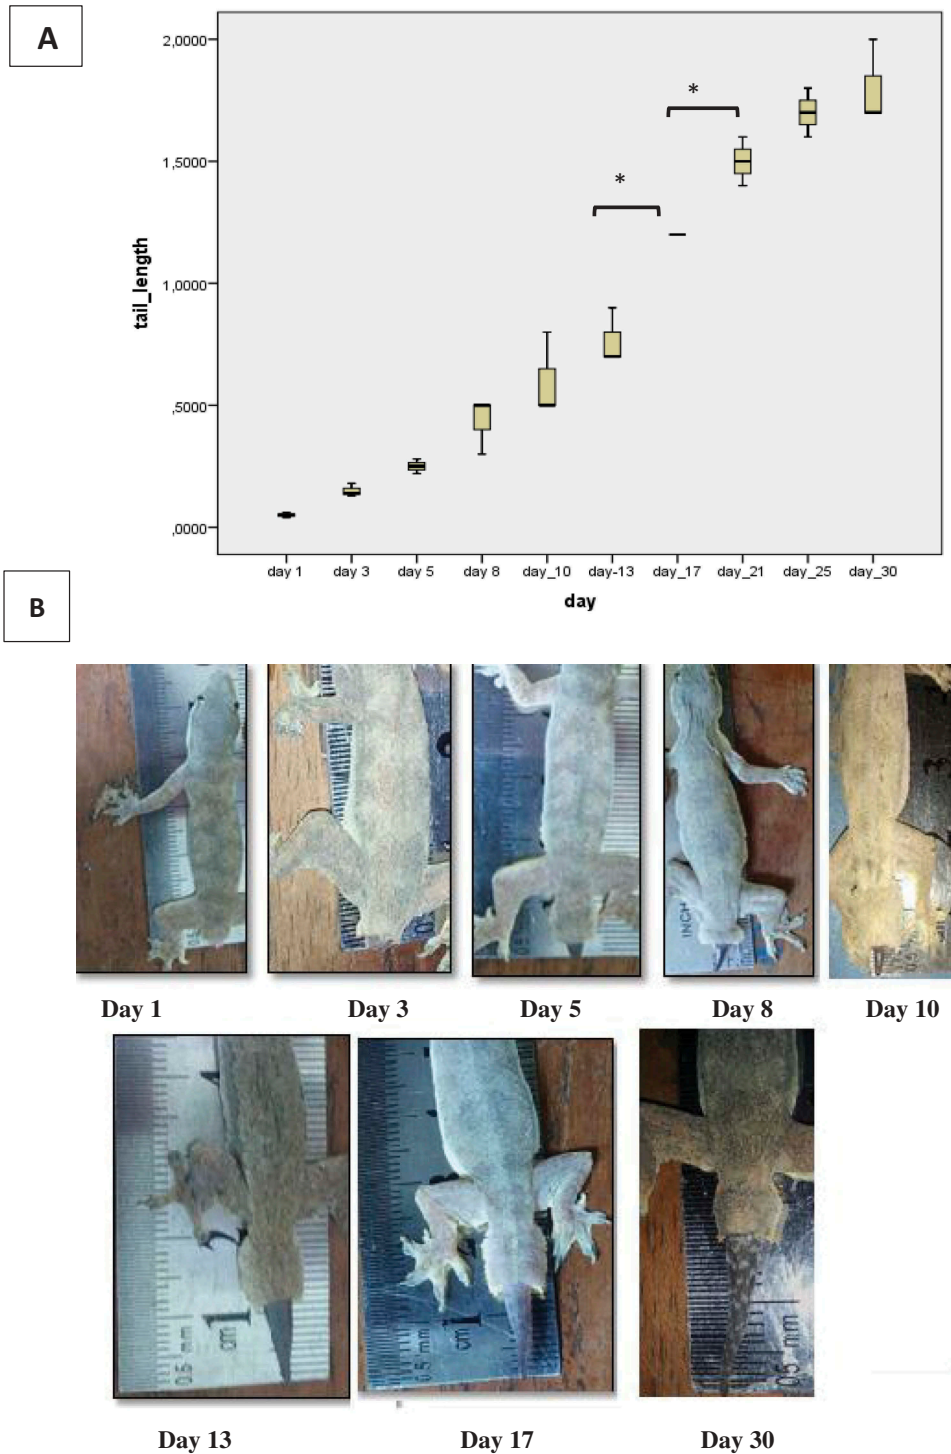 A
2,0000
*
1,5000
*
tail_length
1,0000
,5000
,0000
day 1 day 3 day 5 day 8 day_10 day-13 day_17 day_21 day_25 day_30
day
B
INCH
Day 1 Day 3 Day 5 Day 8 Day 10
1
cm
0.5 mm
1
cm
0.5 mm
0.5 mm
Day 13 Day 17 Day 30